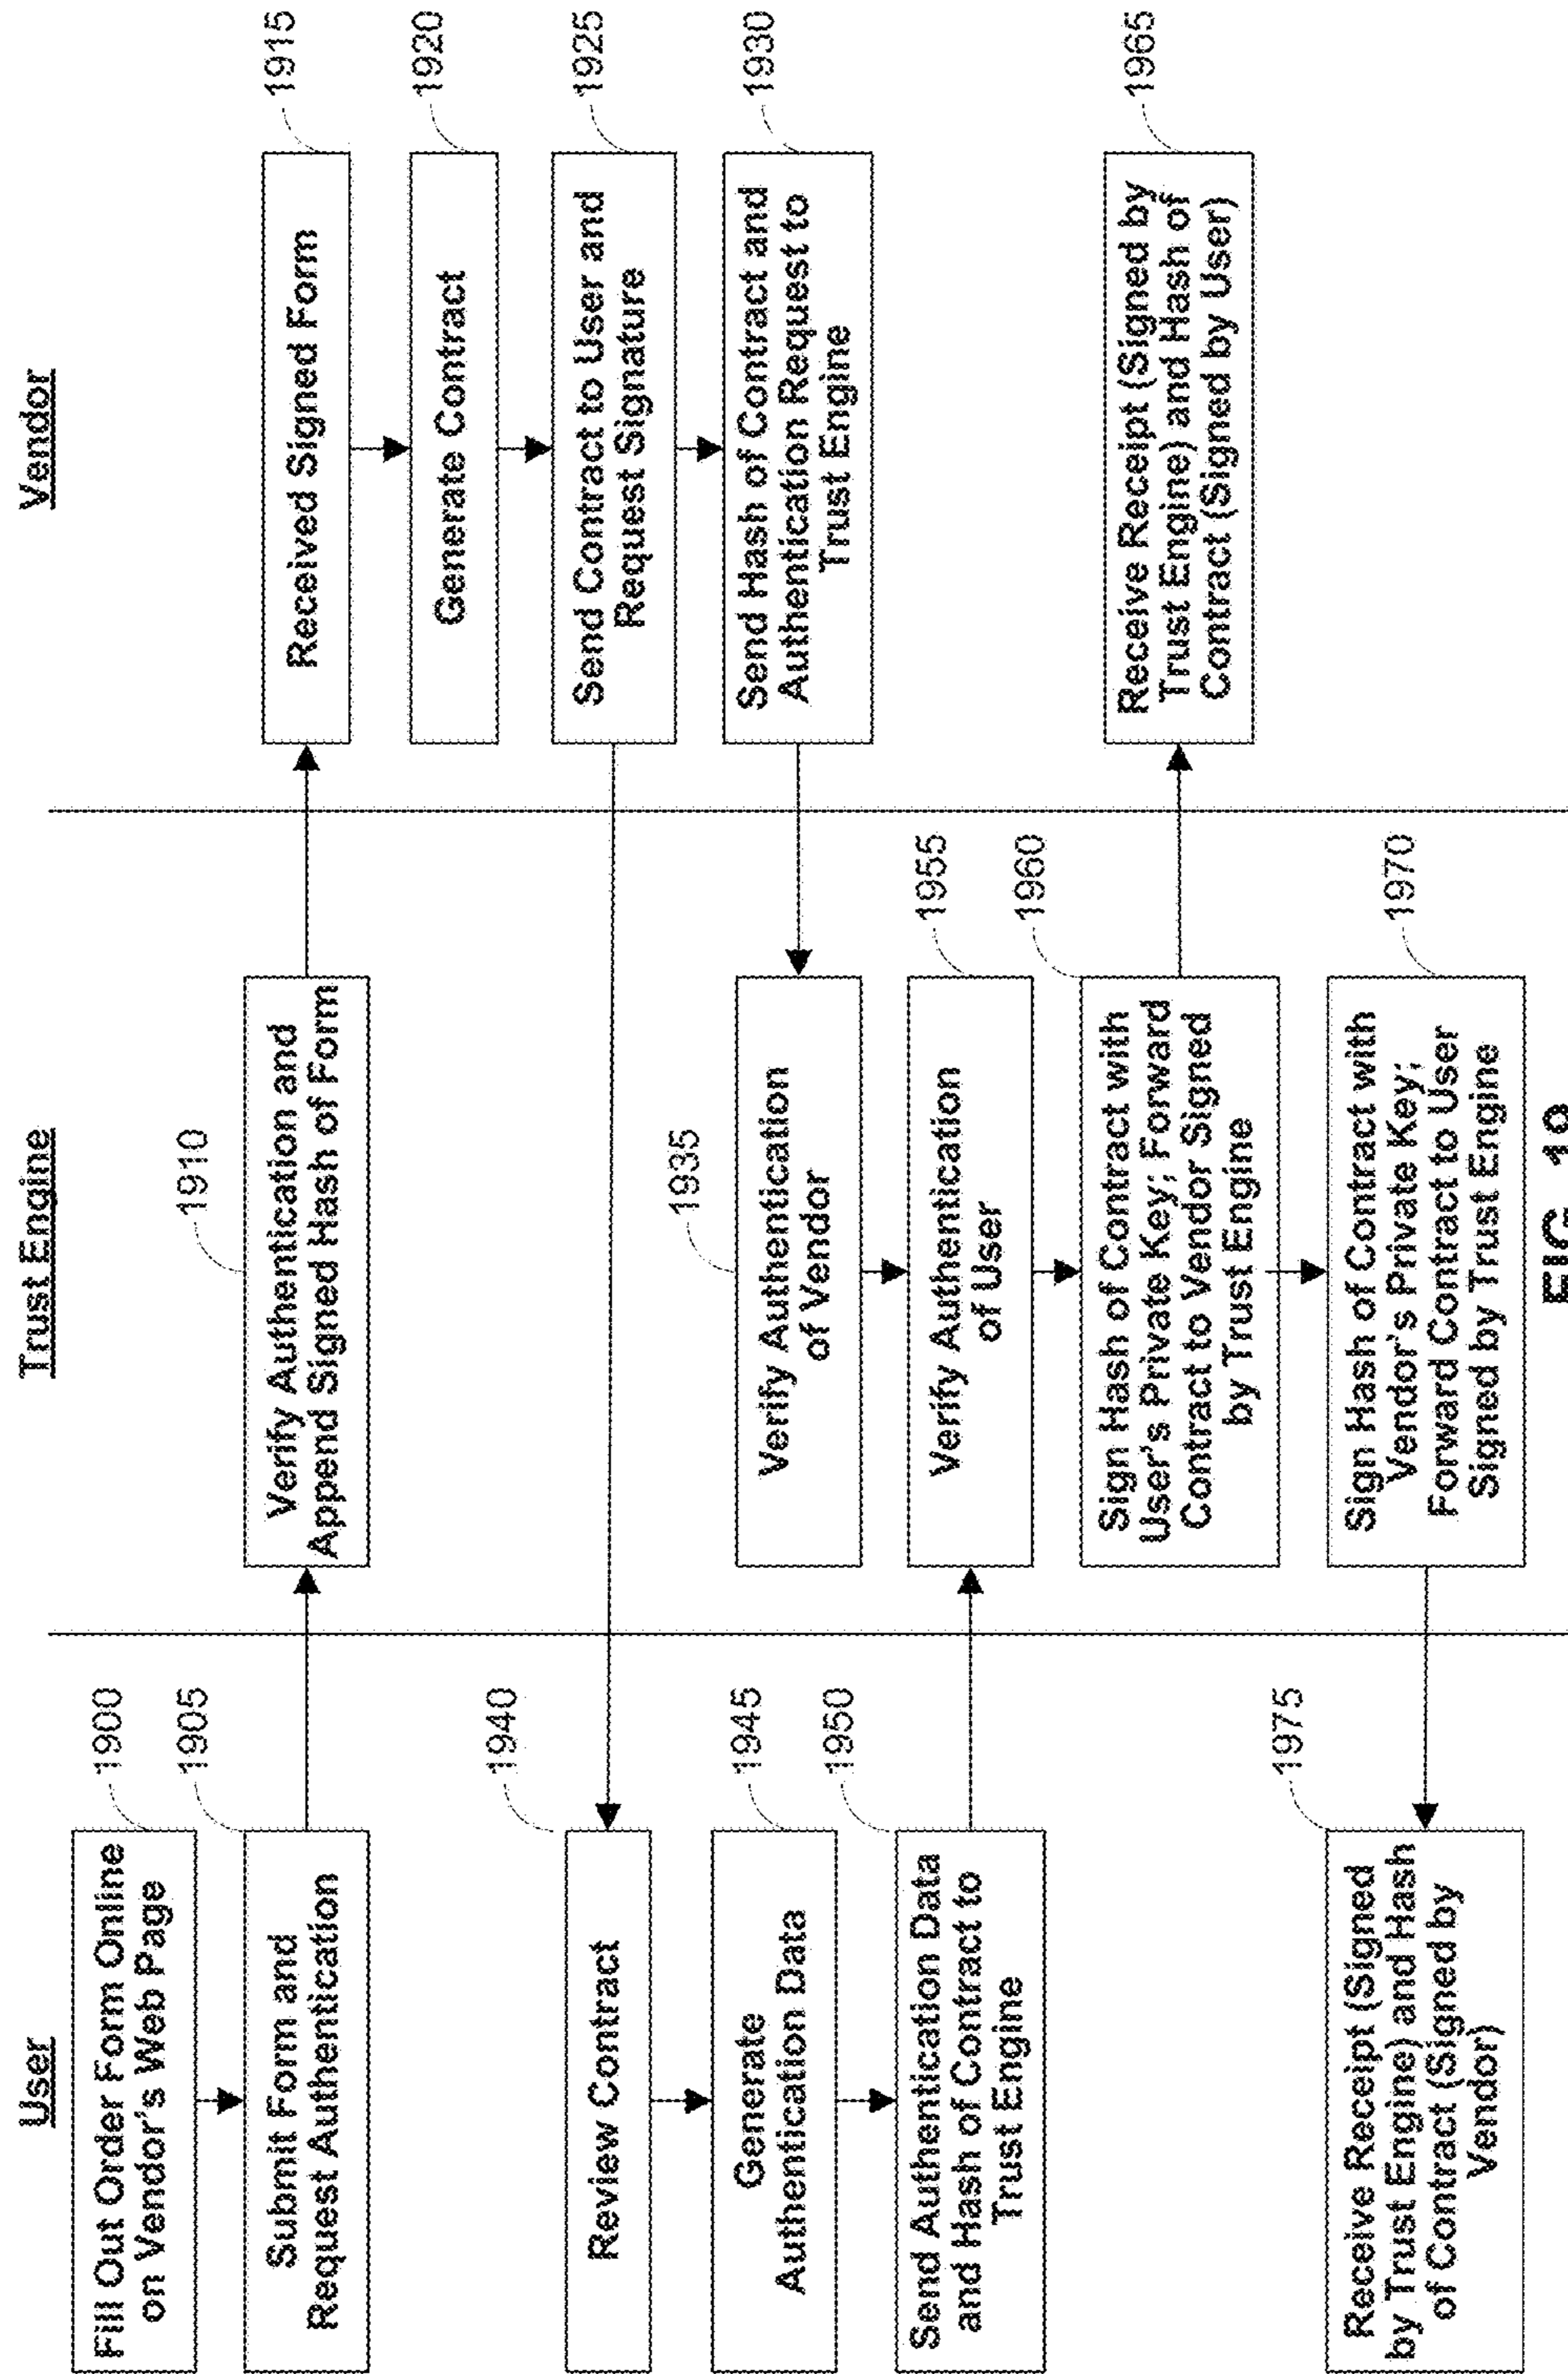 User
Trust Engine
Vendor
1900
Fill Out Order Form Online
on Vendor's Web Page
1905
Submit Form and
Request Authentication
1910
Verify Authentication and
Append Signed Hash of Form
1915
Received Signed Form
1920
Generate Contract
1925
Send Contract to User and
Request Signature
1930
Send Hash of Contract and
Authentication Request to
Trust Engine
1935
Verify Authentication
of Vendor
1940
Review Contract
1945
Generate
Authentication Data
1950
Send Authentication Data
and Hash of Contract to
Trust Engine
1955
Verify Authentication
of User
1960
Sign Hash of Contract with
User's Private Key; Forward
Contract to Vendor Signed
by Trust Engine
1965
Receive Receipt (Signed by
Trust Engine) and Hash of
Contract (Signed by User)
1970
Sign Hash of Contract with
Vendor's Private Key;
Forward Contract to User
Signed by Trust Engine
1975
Receive Receipt (Signed
by Trust Engine) and Hash
of Contract (Signed by
Vendor)
FIG.